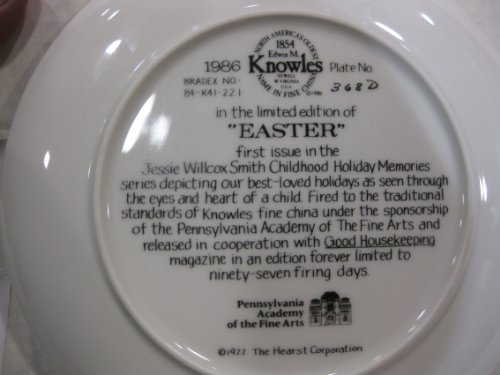 NORTH AMERICA'S OLDEST
1854
Edwin M.
1986 Knowles Plate No.
BRADEX NO. 368D
84-K41-22.1
NEWELL
W VIRGINIA
U.S.A.
NAME IN FINE CHINA
in the limited edition of
"EASTER"
first issue in the
Jessie Willcox Smith Childhood Holiday Memories
series depicting our best-loved holidays as seen through
the eyes and heart of a child. Fired to the traditional
standards of Knowles fine china under the sponsorship
of the Pennsylvania Academy of The Fine Arts and
released in cooperation with Good Housekeeping
magazine in an edition forever limited to
ninety-seven firing days.
Pennsylvania
Academy
of the Fine Arts
©1922 The Hearst Corporation